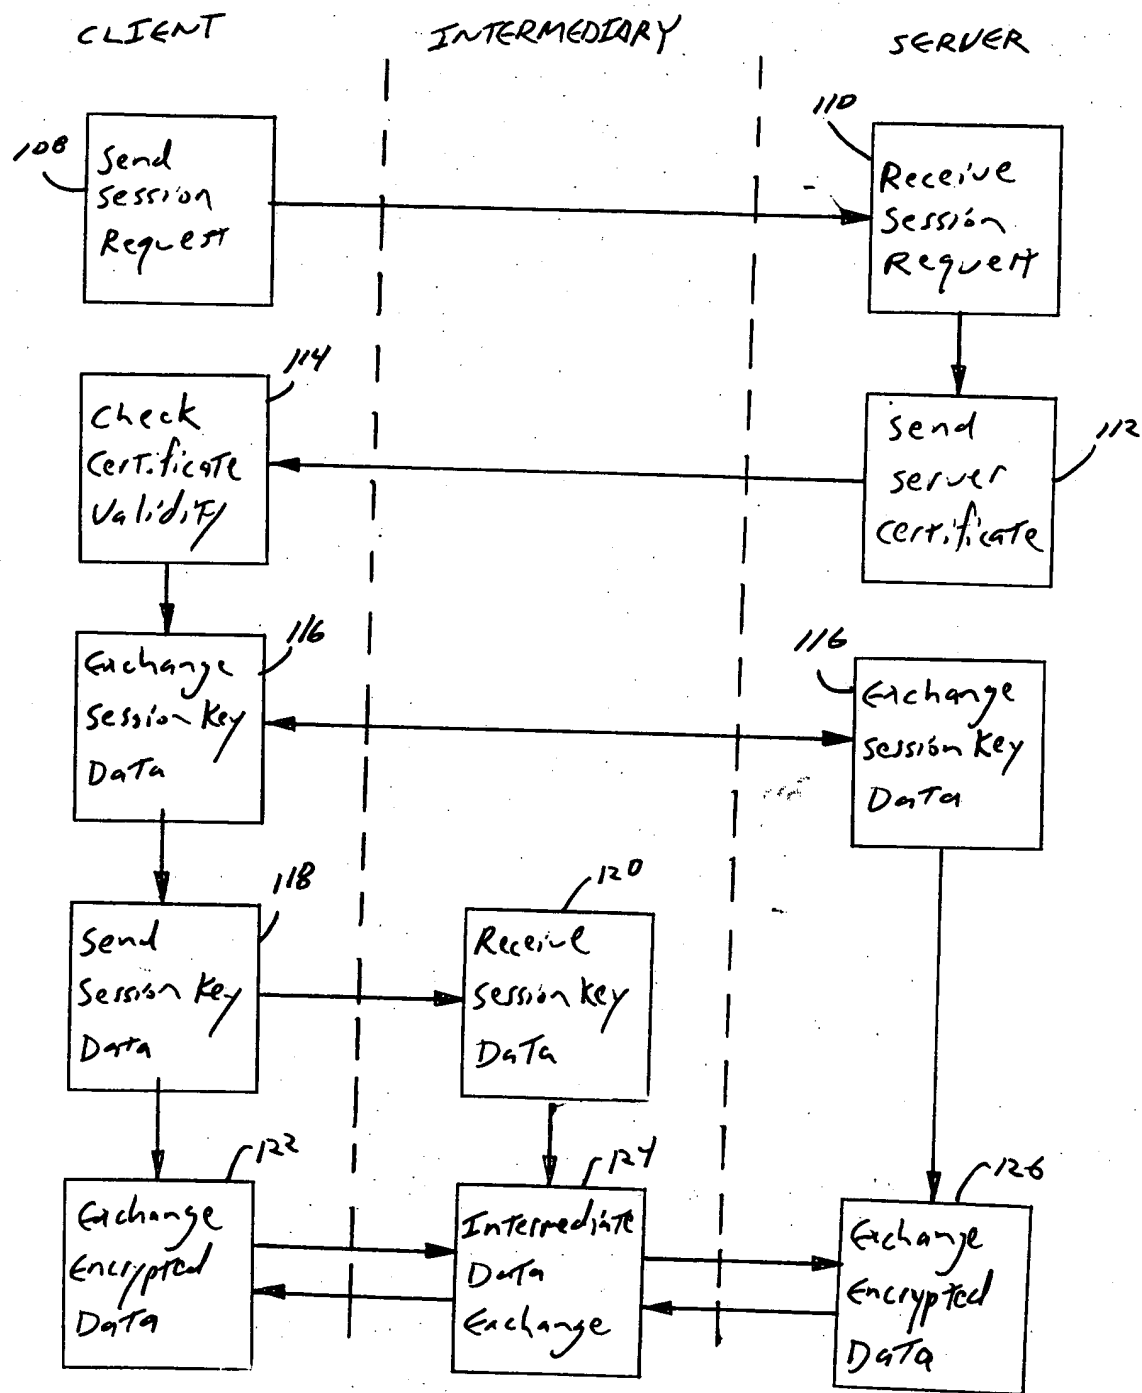 CLIENT
INTERMEDIARY
SERVER
108
Send
Session
Request
110
Receive
Session
Request
114
Check
Certificate
Validity
112
Send
Server
Certificate
116
Exchange
Session Key
Data
116
Exchange
Session Key
Data
118
Send
Session Key
Data
120
Receive
Session Key
Data
122
Exchange
Encrypted
Data
124
Intermediate
Data
Exchange
126
Exchange
Encrypted
Data